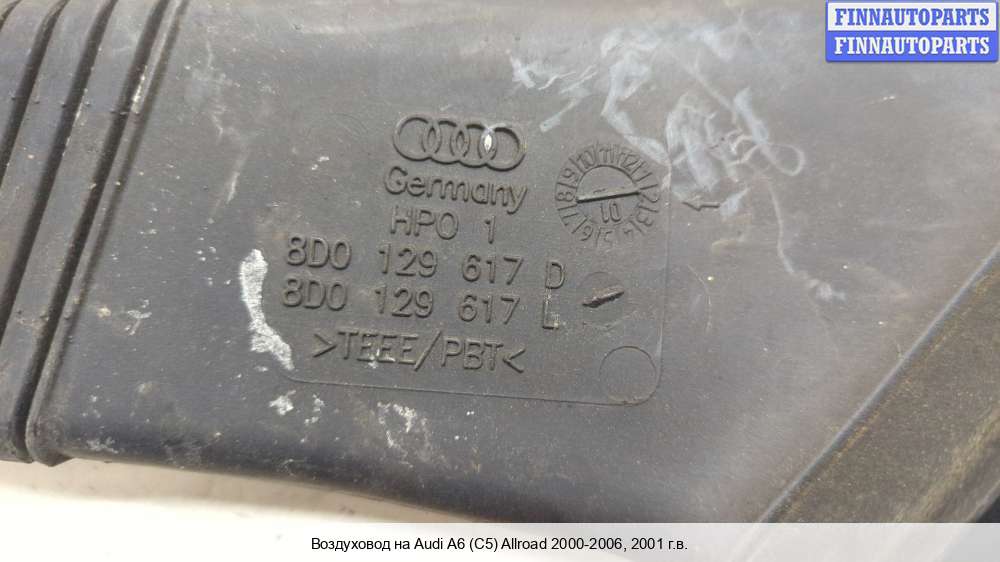 FINNAUTOPARTS
FINNAUTOPARTS
Germany
HPO 1
8D0 129 617 D
8D0 129 617 L
>TEEE/PBT<
01
Воздуховод на Audi A6 (C5) Allroad 2000-2006, 2001 г.в.